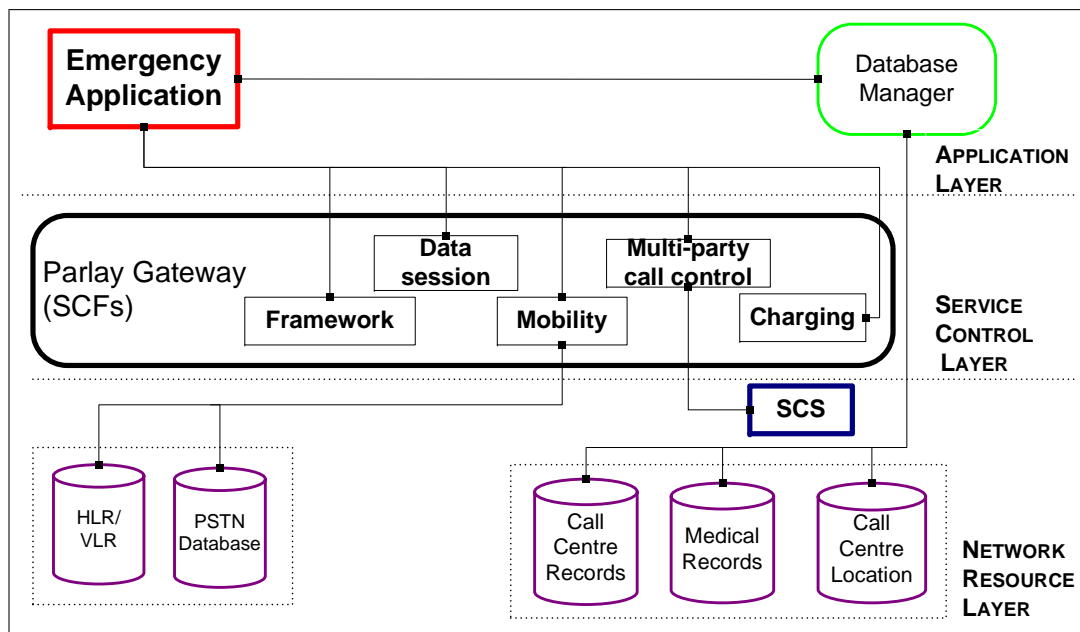 Emergency
Application
Database
Manager
APPLICATION
LAYER
Parlay Gateway
(SCFs)
Data
session
Multi-party
call control
Framework
Mobility
Charging
SERVICE
CONTROL
LAYER
SCS
HLR/
VLR
PSTN
Database
Call
Centre
Records
Medical
Records
Call
Centre
Location
NETWORK
RESOURCE
LAYER